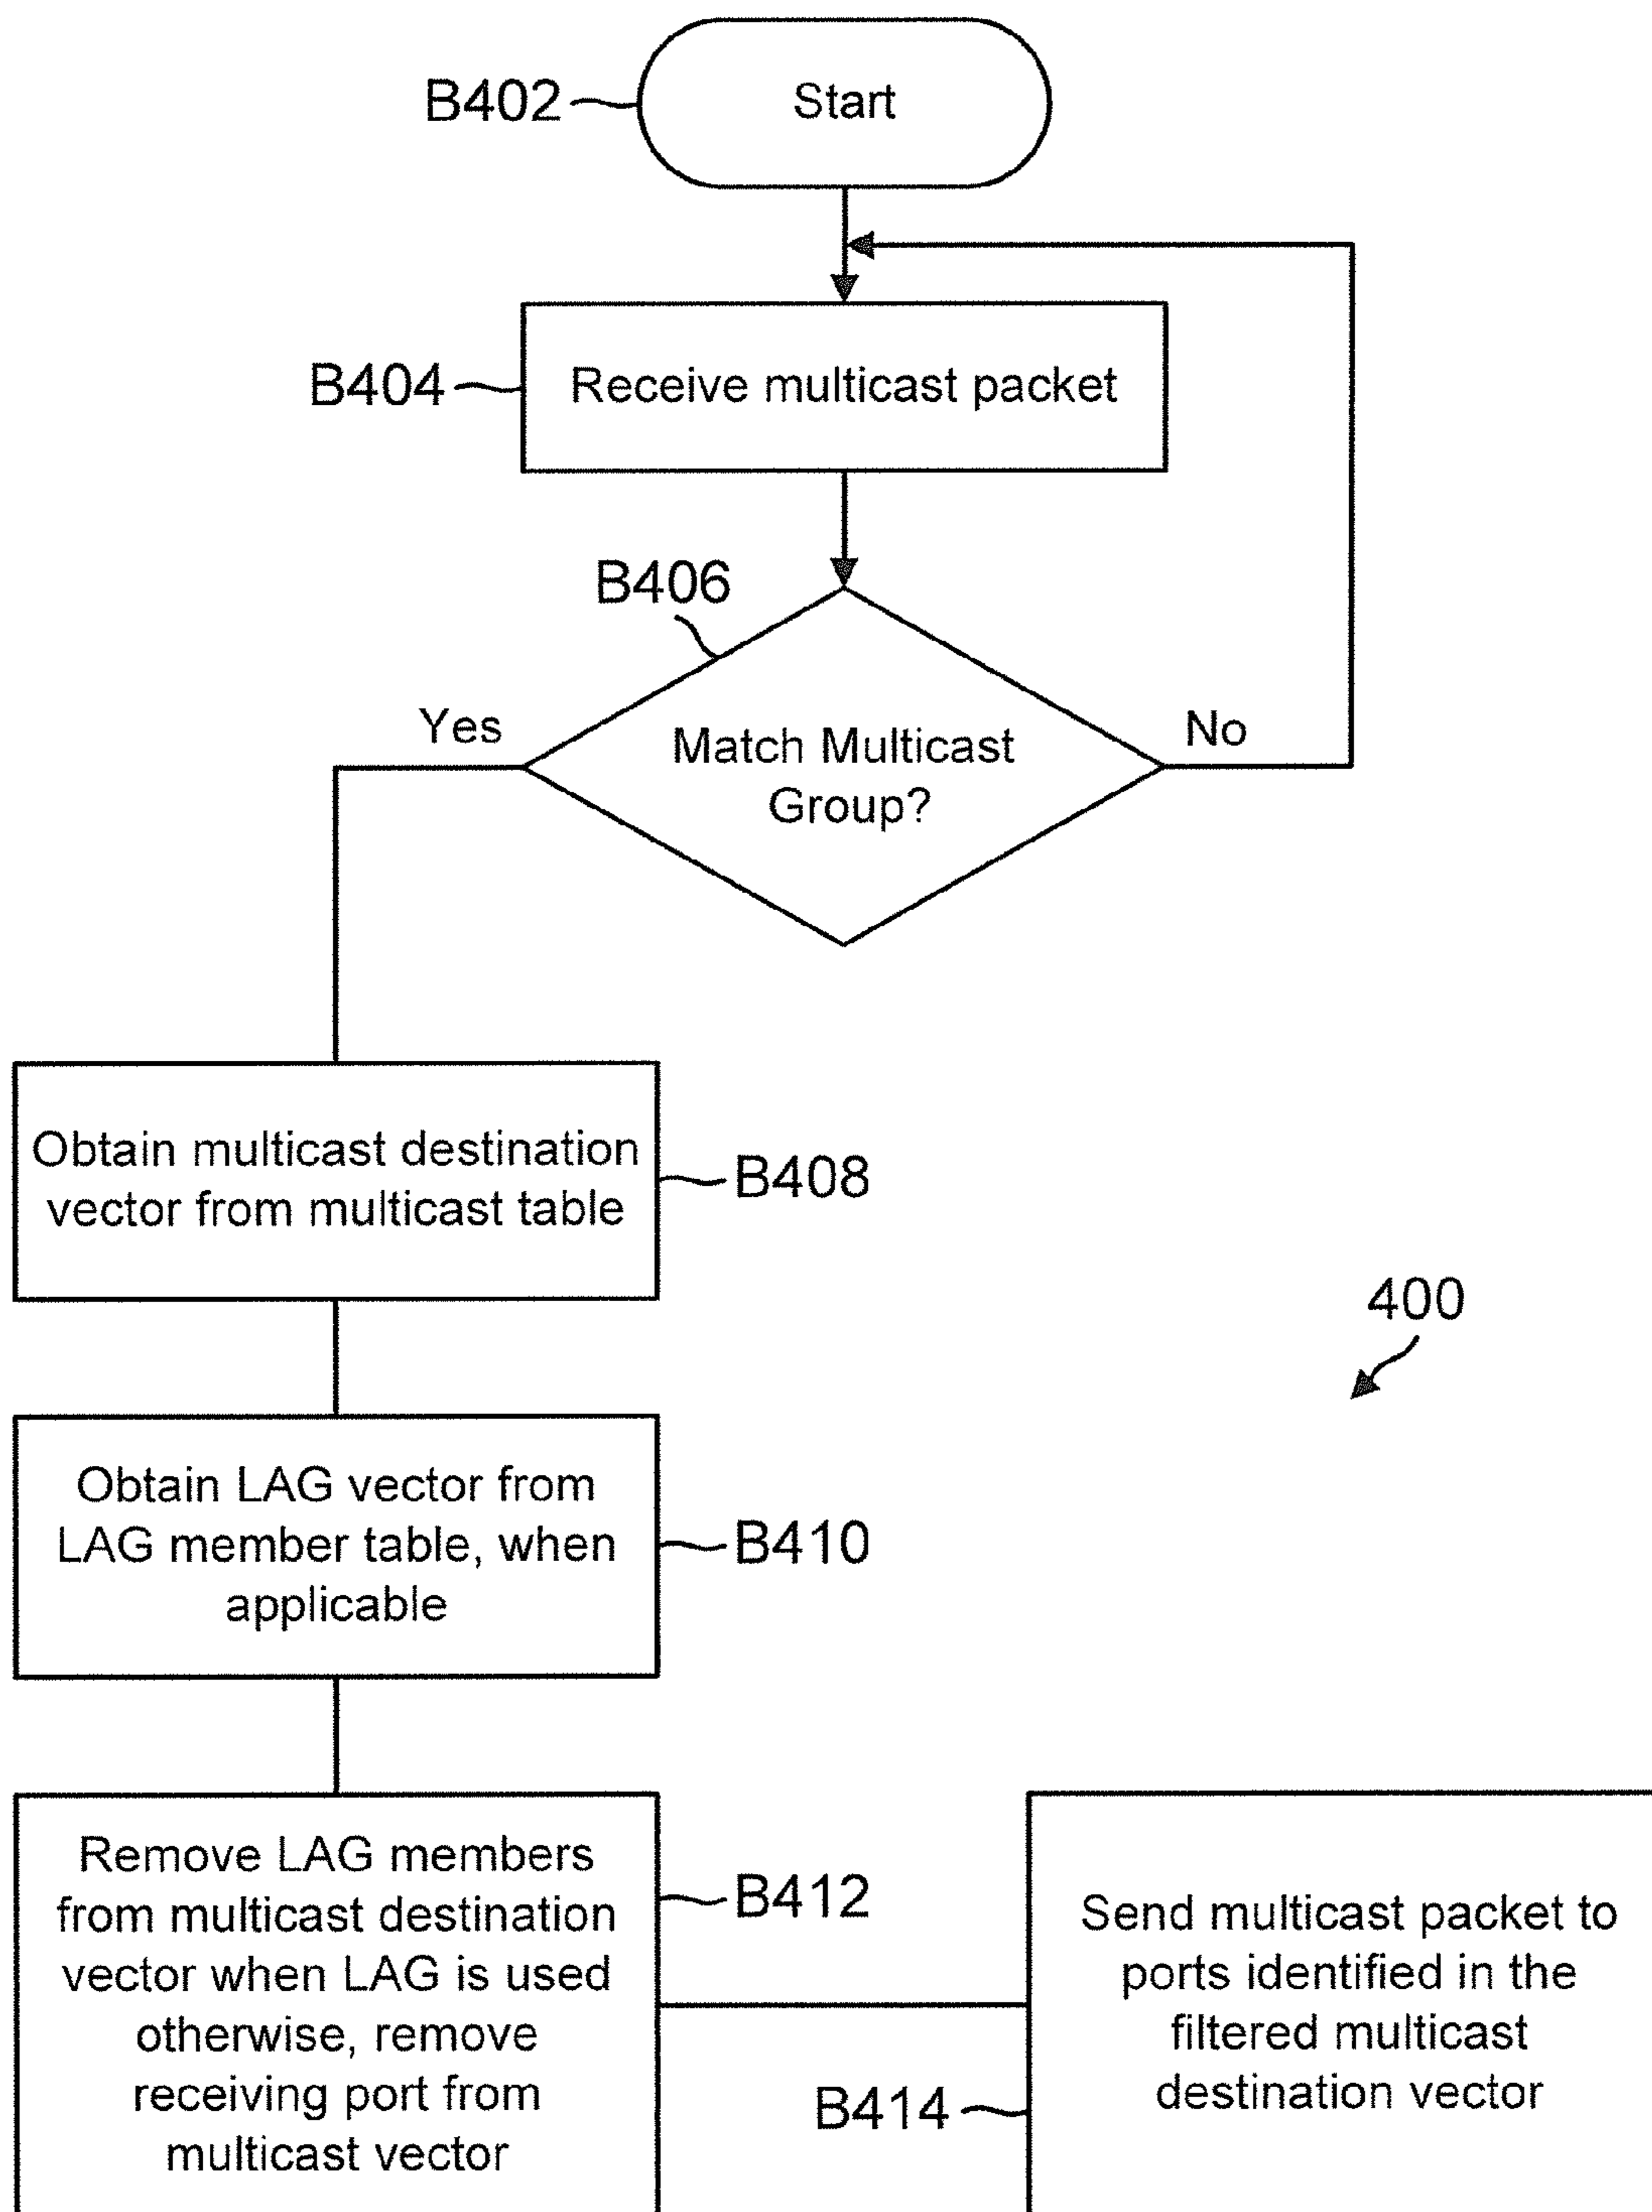 B402
Start
B404
Receive multicast packet
B406
Yes
Match Multicast
Group?
No
Obtain multicast destination
vector from multicast table
B408
400
Obtain LAG vector from
LAG member table, when
applicable
B410
Remove LAG members
from multicast destination
vector when LAG is used
otherwise, remove
receiving port from
multicast vector
B412
Send multicast packet to
ports identified in the
filtered multicast
destination vector
B414